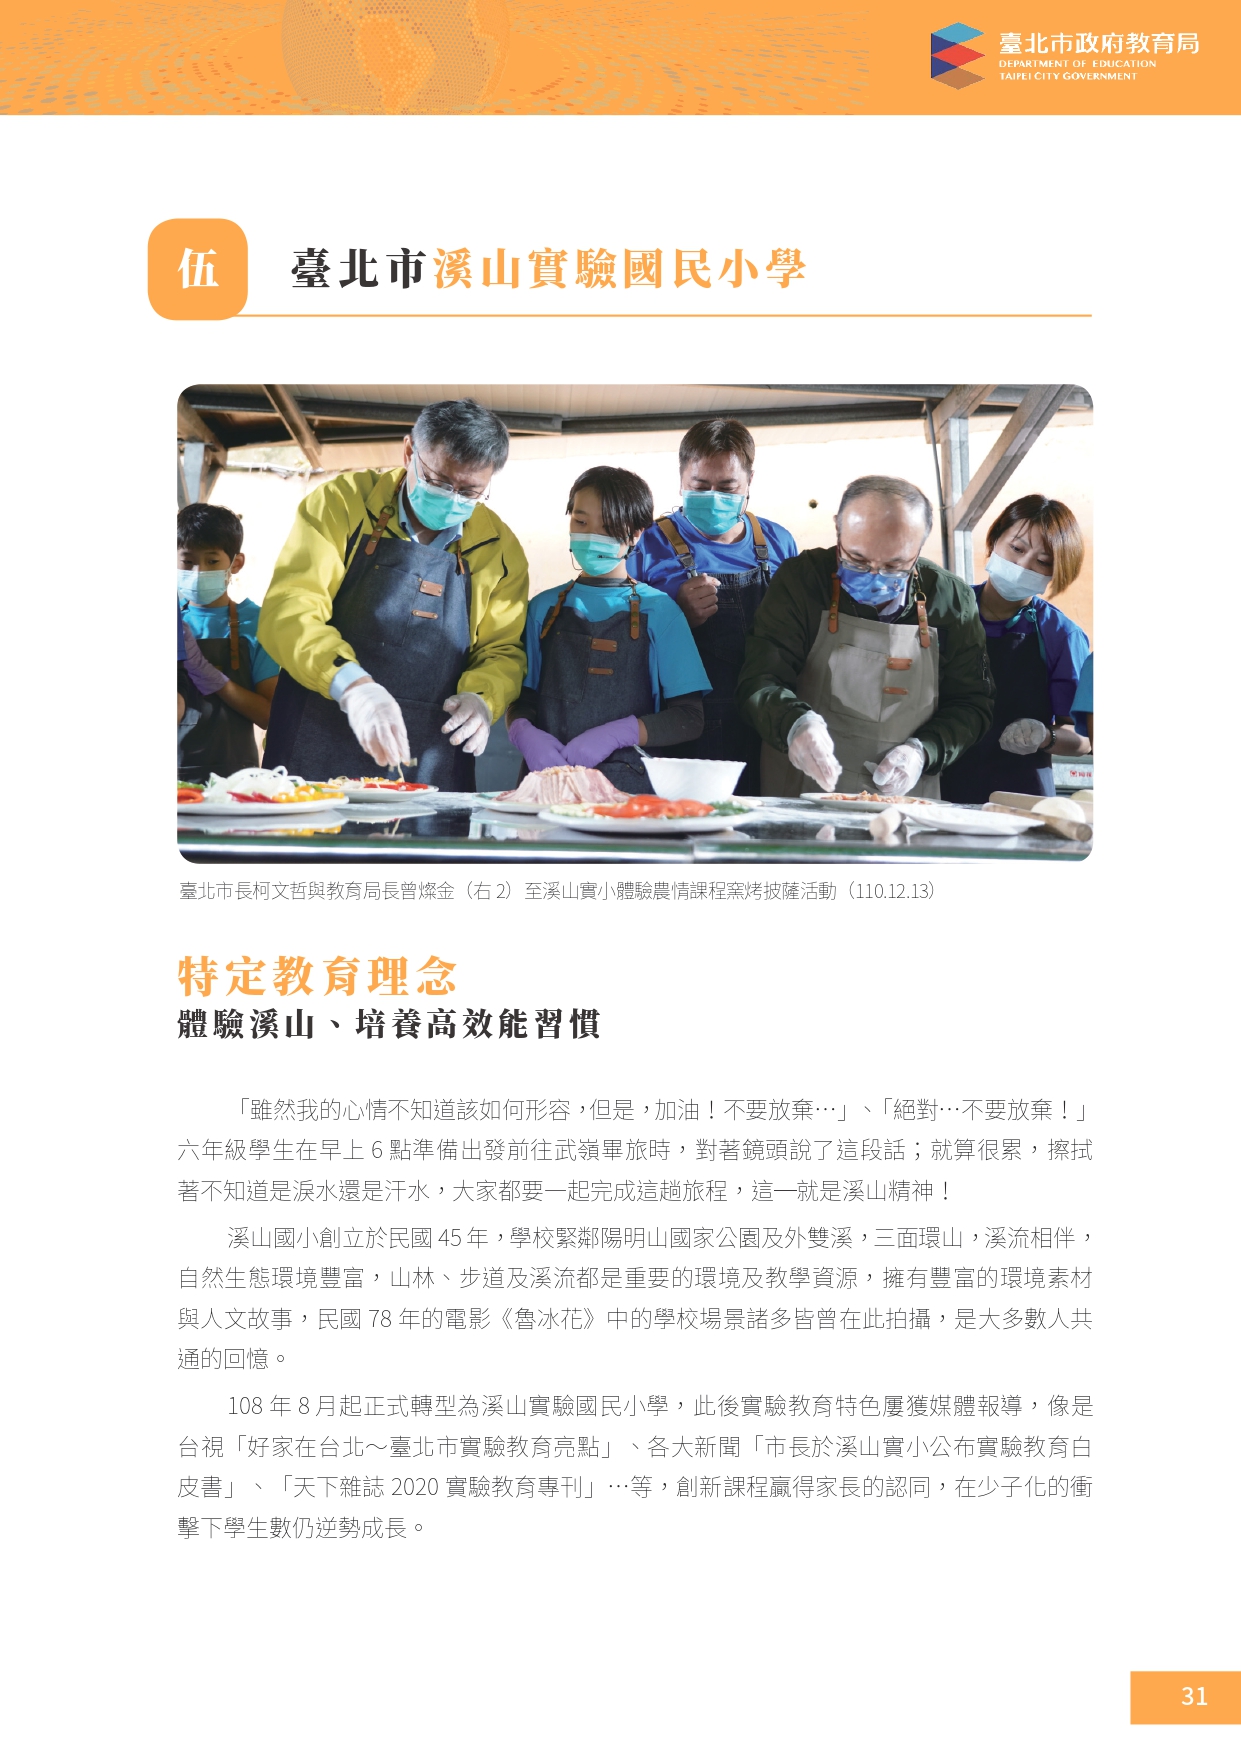 臺北市政府教育局
DEPARTMENT OF EDUCATION
TAIPEI CITY GOVERNMENT
伍
臺北市溪山實驗國民小學
臺北市長柯文哲與教育局長曾燦金（右 2）至溪山實小體驗農情課程窯烤披薩活動（110.12.13）
特定教育理念
體驗溪山、培養高效能習慣
「雖然我的心情不知道該如何形容，但是，加油！不要放棄…」、「絕對…不要放棄！」
六年級學生在早上 6 點準備出發前往武嶺畢旅時，對著鏡頭說了這段話；就算很累，擦拭
著不知道是淚水還是汗水，大家都要一起完成這趟旅程，這—就是溪山精神！
溪山國小創立於民國 45 年，學校緊鄰陽明山國家公園及外雙溪，三面環山，溪流相伴，
自然生態環境豐富，山林、步道及溪流都是重要的環境及教學資源，擁有豐富的環境素材
與人文故事，民國 78 年的電影《魯冰花》中的學校場景諸多皆曾在此拍攝，是大多數人共
通的回憶。
108 年 8 月起正式轉型為溪山實驗國民小學，此後實驗教育特色屢獲媒體報導，像是
台視「好家在台北～臺北市實驗教育亮點」、各大新聞「市長於溪山實小公布實驗教育白
皮書」、「天下雜誌 2020 實驗教育專刊」…等，創新課程贏得家長的認同，在少子化的衝
擊下學生數仍逆勢成長。
31